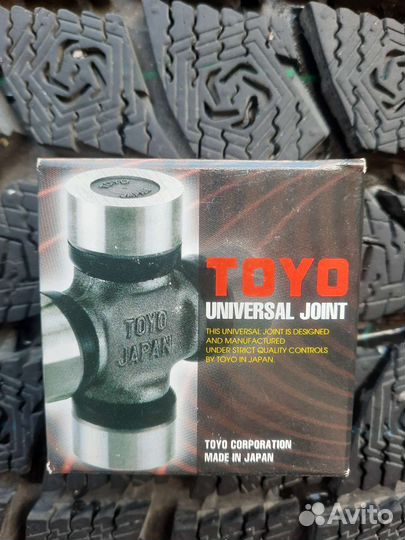 TOYO
JAPAN
TOYO
JAPAN
TOYO
UNIVERSAL JOINT
THIS UNIVERSAL JOINT IS DESIGNED
AND MANUFACTURED
UNDER STRICT QUALITY CONTROLS
BY TOYO IN JAPAN.
TOYO CORPORATION
MADE IN JAPAN
Avito